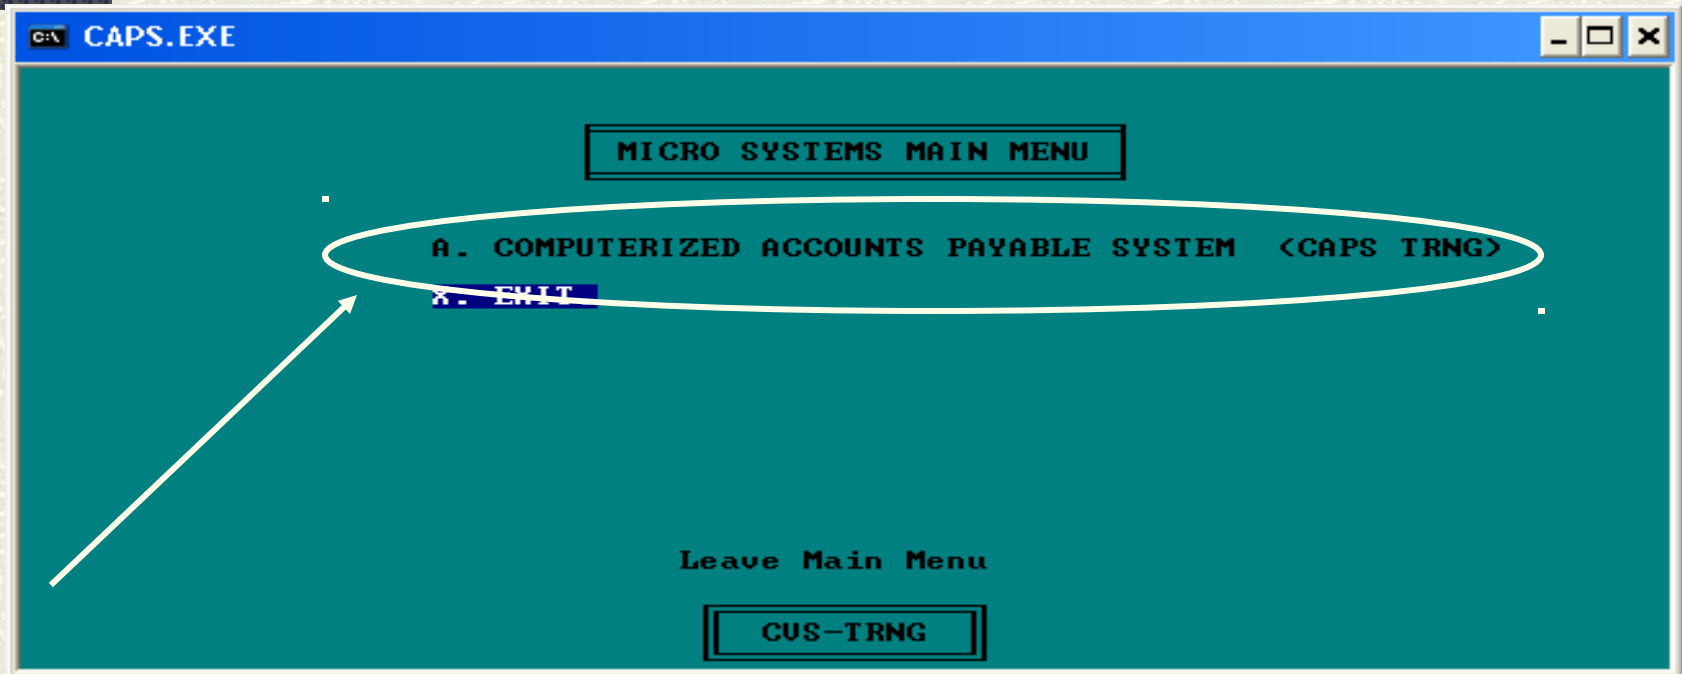 C:\ CAPS.EXE
MICRO SYSTEMS MAIN MENU
A. COMPUTERIZED ACCOUNTS PAYABLE SYSTEM <CAPS TRNG>
X. EXIT
Leave Main Menu
CVS-TRNG